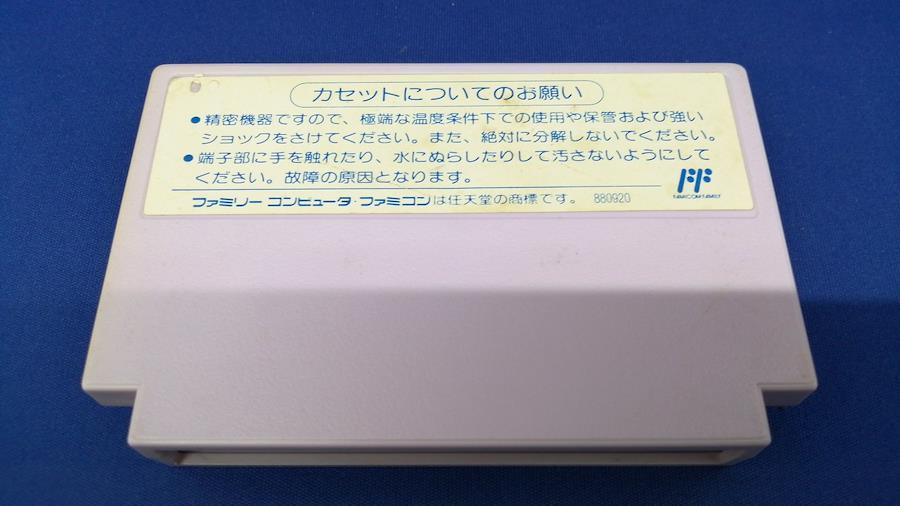 カセットについてのお願い
●精密機器ですので、極端な温度条件下での使用や保管および強い
ショックをさけてください。また、絶対に分解しないでください。
●端子部に手を触れたり、水にぬらしたりして汚さないようにして
ください。故障の原因となります。
FAMICOM FAMILY
ファミリー コンピュータ・ファミコンは任天堂の商標です。 880920